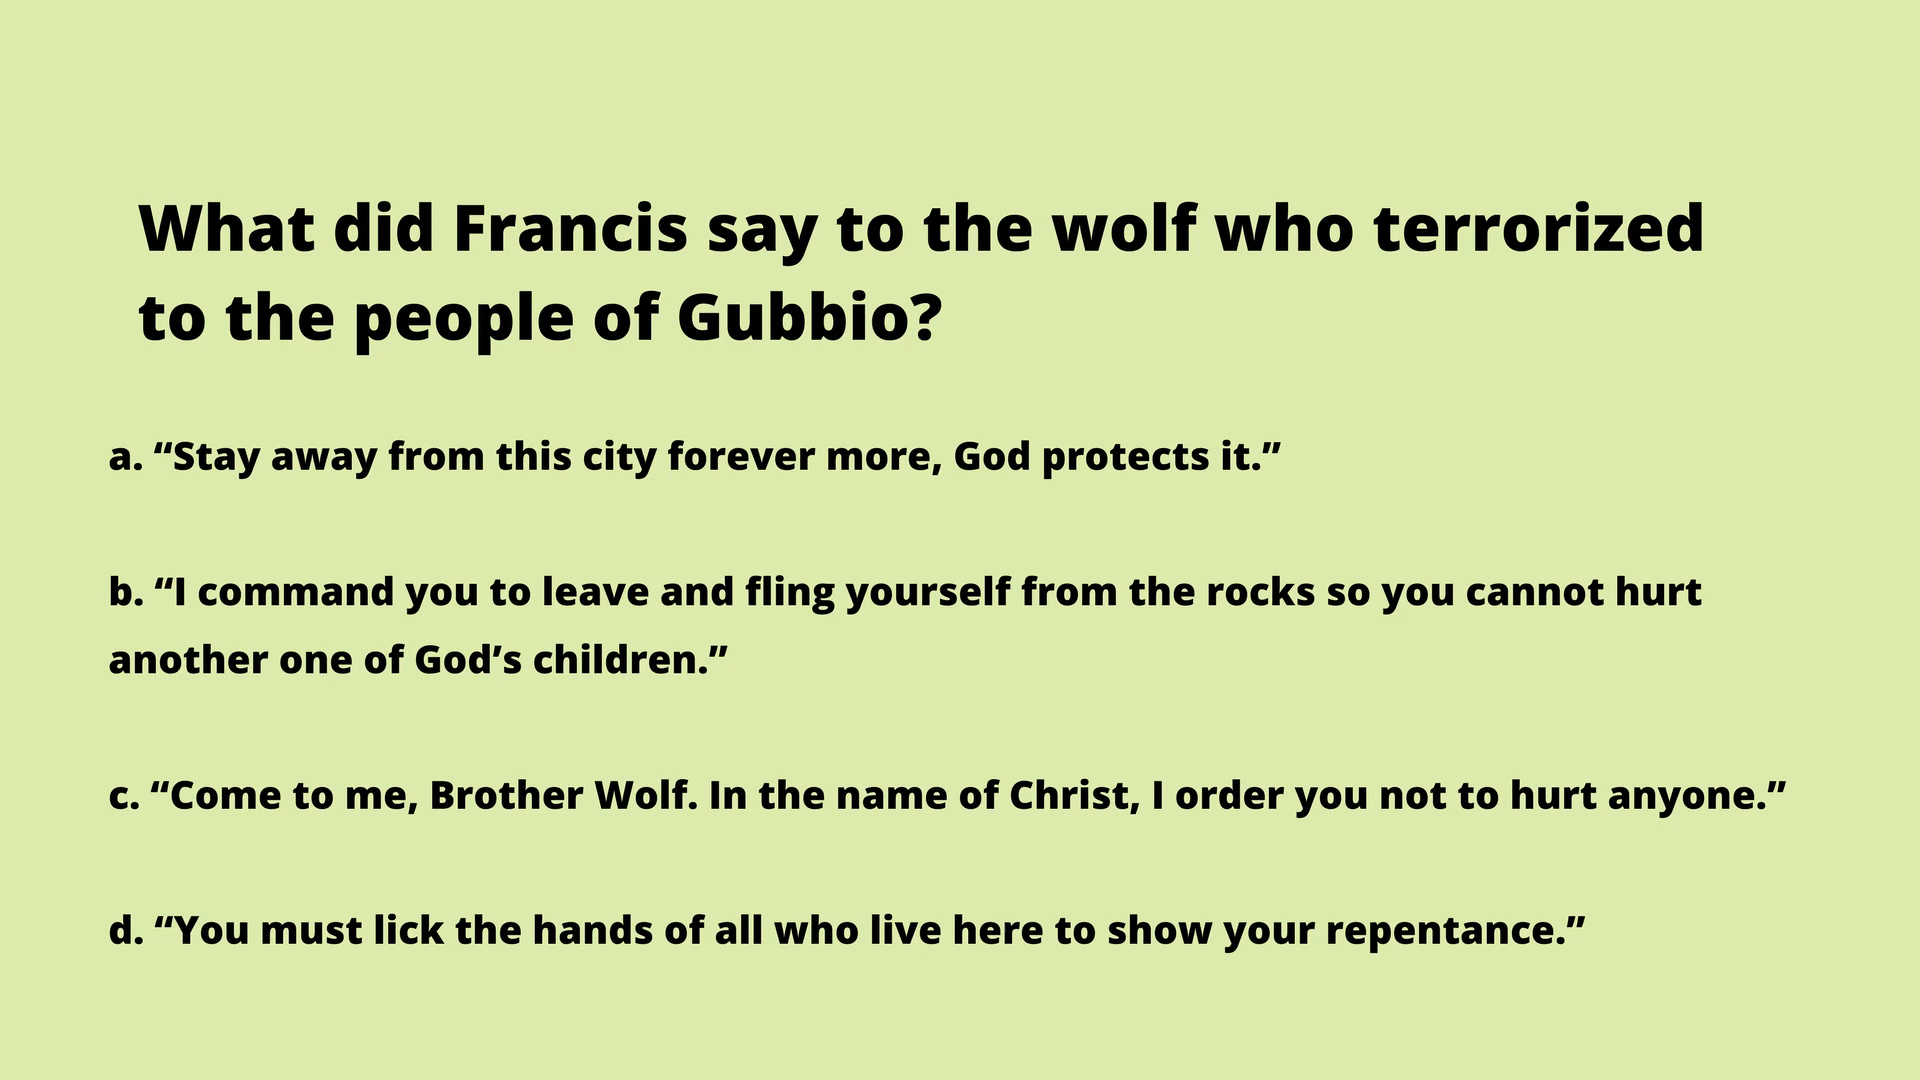 What did Francis say to the wolf who terrorized
to the people of Gubbio?
a. “Stay away from this city forever more, God protects it.”
b. “I command you to leave and fling yourself from the rocks so you cannot hurt
another one of God’s children.”
c. “Come to me, Brother Wolf. In the name of Christ, I order you not to hurt anyone.”
d. “You must lick the hands of all who live here to show your repentance.”